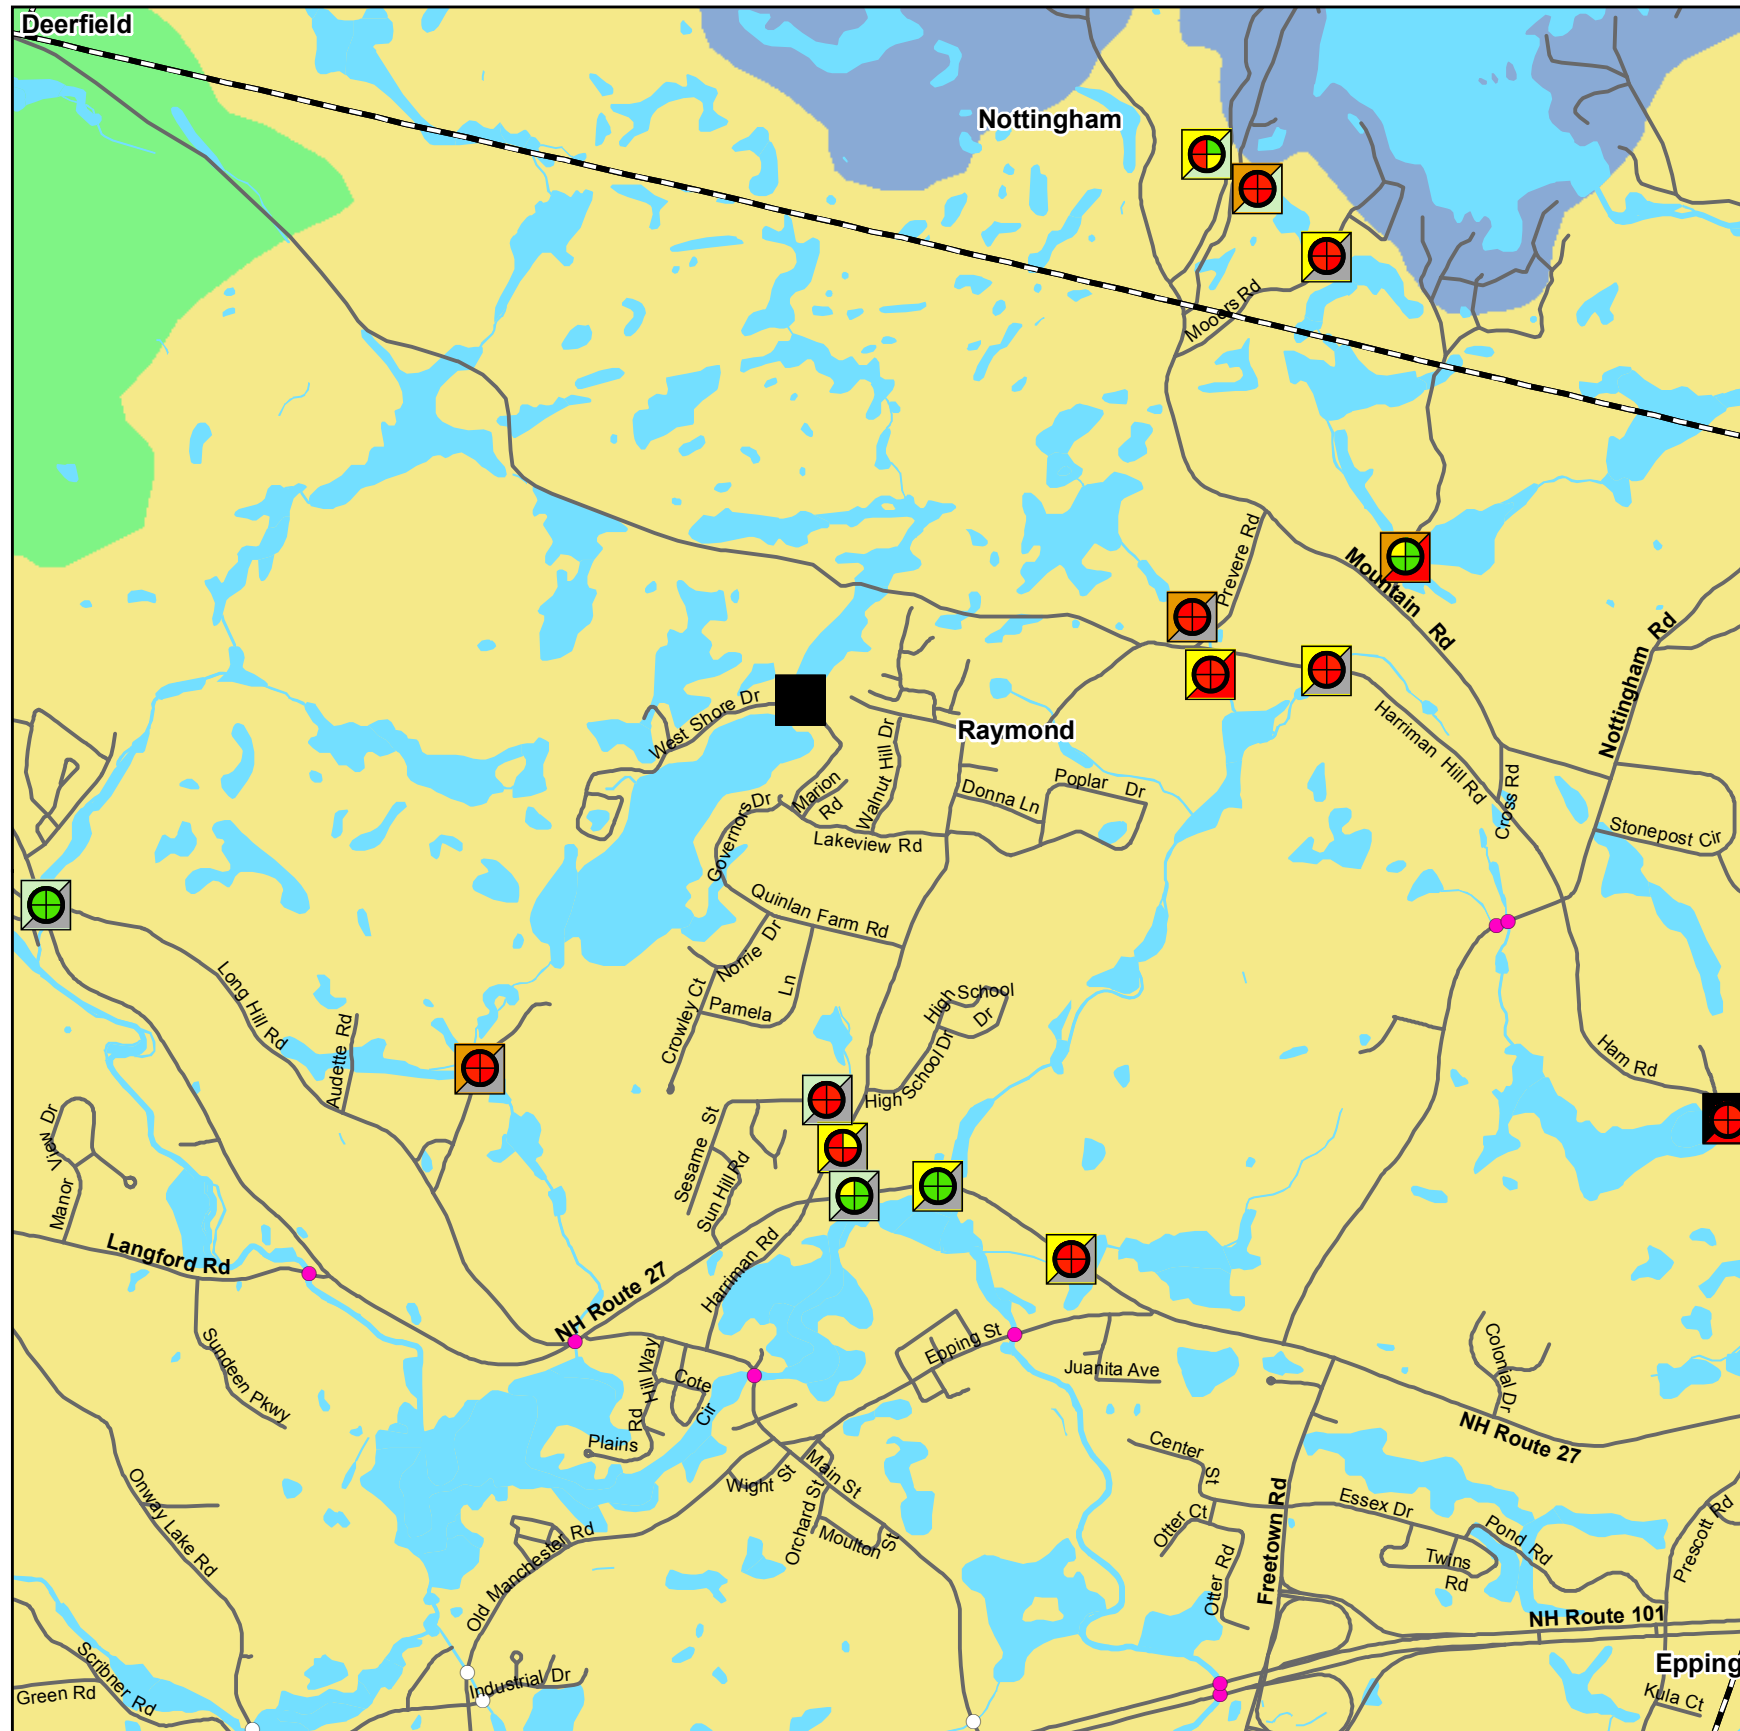 Deerfield
Nottingham
Mooers Rd
Prevere Rd
Mountain Rd
Nottingham Rd
West Shore Dr
Raymond
Walnut Hill Dr
Harriman Hill Rd
Cross Rd
Marion
Rd
Donna Ln
Poplar Dr
Governors Dr
Lakeview Rd
Stonepost Cir
Quinlan Farm Rd
Norrie Dr
Long Hill Rd
Crowley Ct
Pamela Ln
High School
Dr
Audette Rd
High School Dr
Ham Rd
Manor View Dr
Sesame St
Sun Hill Rd
Langford Rd
NH Route 27
Harriman Rd
Sundeen Pkwy
Epping St
Juanita Ave
Colonial Dr
Hill Way
Cote
Cir
Plains Rd
NH Route 27
Center
St
Wight St
Main St
Orchard St
Moulton St
Onway Lake Rd
Old Manchester Rd
Otter Ct
Otter Rd
Freetown Rd
Essex Dr
Pond Rd
Twins
Rd
Prescott Rd
NH Route 101
Epping
Scribner Rd
Green Rd
Industrial Dr
Kula Ct